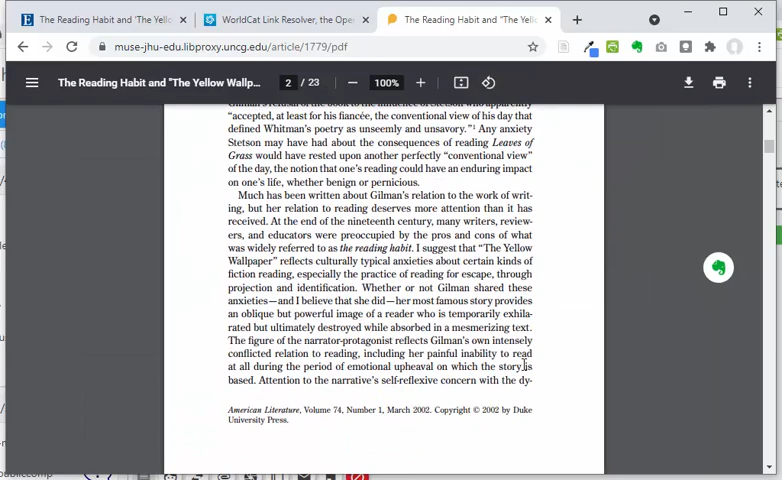 The Reading Habit and 'The Yellow
WorldCat Link Resolver, the Ope
The Reading Habit and "The Yell
muse-jhu-edu.libproxy.uncg.edu/article/1779/pdf
The Reading Habit and "The Yellow Wallp...
2 / 23
100%
Gilman's refusal of the book to the influence of Stetson who apparently
"accepted, at least for his fiancée, the conventional view of his day that
defined Whitman's poetry as unseemly and unsavory."1 Any anxiety
Stetson may have had about the consequences of reading Leaves of
Grass would have rested upon another perfectly "conventional view"
of the day, the notion that one's reading could have an enduring impact
on one's life, whether benign or pernicious.
Much has been written about Gilman's relation to the work of writ-
ing, but her relation to reading deserves more attention than it has
received. At the end of the nineteenth century, many writers, review-
ers, and educators were preoccupied by the pros and cons of what
was widely referred to as the reading habit. I suggest that "The Yellow
Wallpaper" reflects culturally typical anxieties about certain kinds of
fiction reading, especially the practice of reading for escape, through
projection and identification. Whether or not Gilman shared these
anxieties—and I believe that she did—her most famous story provides
an oblique but powerful image of a reader who is temporarily exhila-
rated but ultimately destroyed while absorbed in a mesmerizing text.
The figure of the narrator-protagonist reflects Gilman's own intensely
conflicted relation to reading, including her painful inability to read
at all during the period of emotional upheaval on which the story is
based. Attention to the narrative's self-reflexive concern with the dy-
American Literature, Volume 74, Number 1, March 2002. Copyright © 2002 by Duke
University Press.